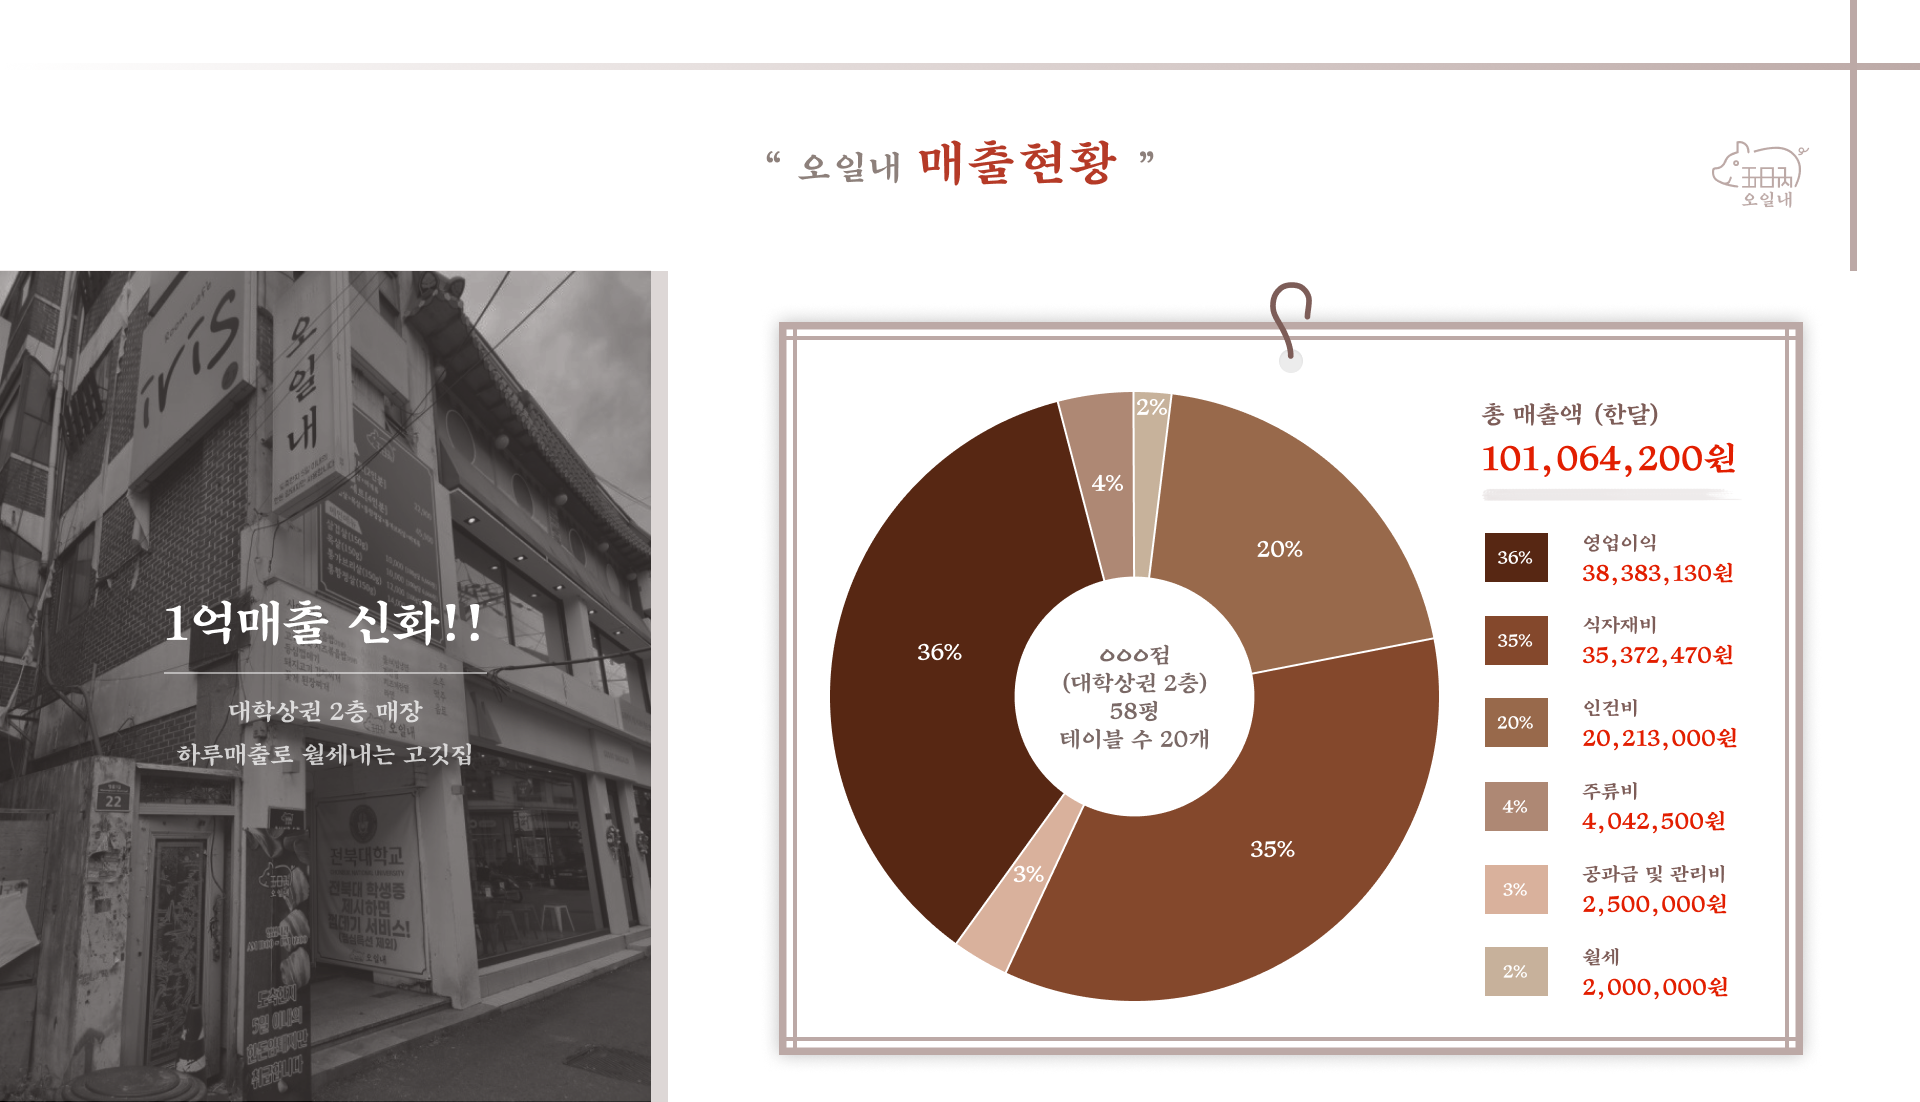 “ 오일내 매출현황 ”
오일내
Room cafe
iris.
오일내
1억매출 신화!!
대학상권 2층 매장
하루매출로 월세내는 고깃집
22
전북대학교
전북대 학생증
제시하면
서비스!
오일내
2%
4%
20%
36%
35%
3%
ㅇㅇㅇ점
(대학상권 2층)
58평
테이블 수 20개
총 매출액 (한달)
101,064,200원
36%
영업이익
38,383,130원
35%
식자재비
35,372,470원
20%
인건비
20,213,000원
4%
주류비
4,042,500원
3%
공과금 및 관리비
2,500,000원
2%
월세
2,000,000원